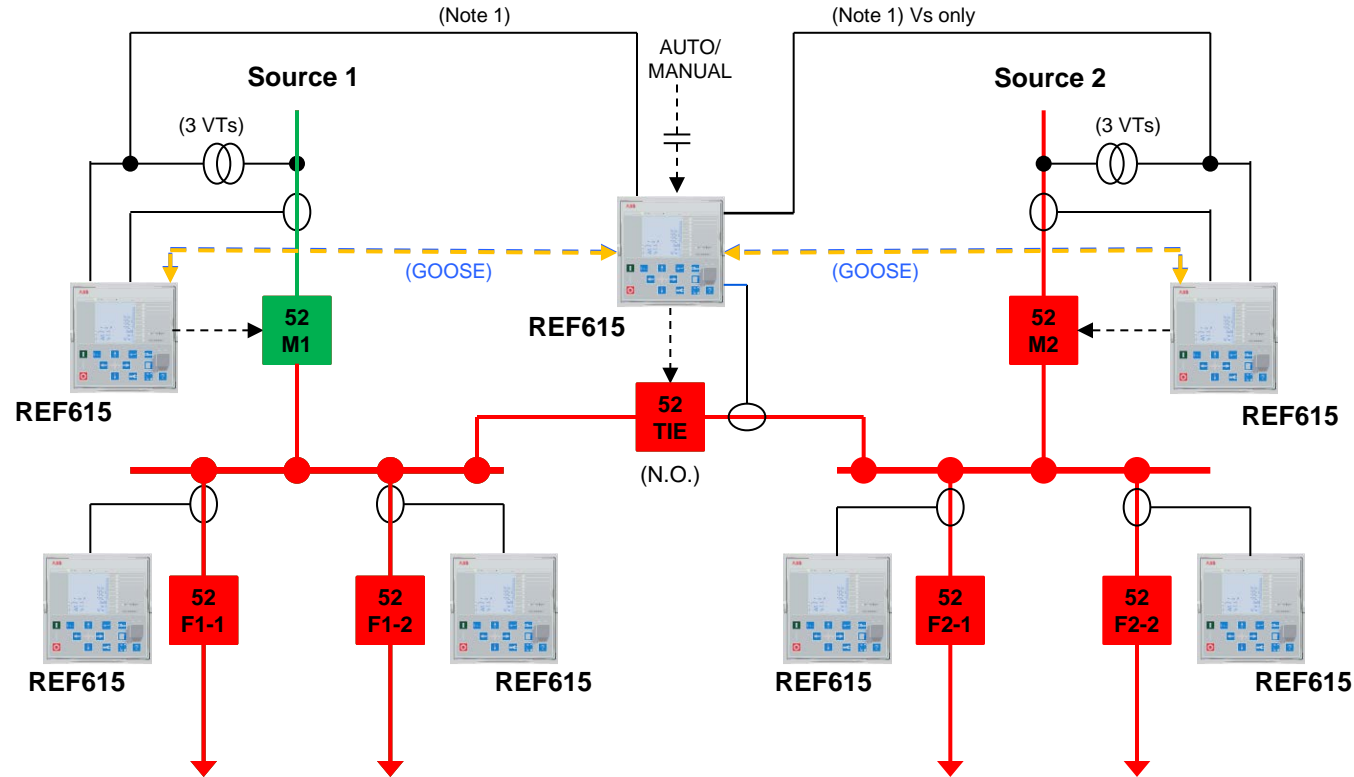 (Note 1)
(Note 1) Vs only
AUTO/
MANUAL
Source 1
Source 2
(3 VTs)
(3 VTs)
(GOOSE)
(GOOSE)
52
M1
REF615
52
M2
REF615
REF615
52
TIE
(N.O.)
52
F1-1
52
F1-2
52
F2-1
52
F2-2
REF615
REF615
REF615
REF615